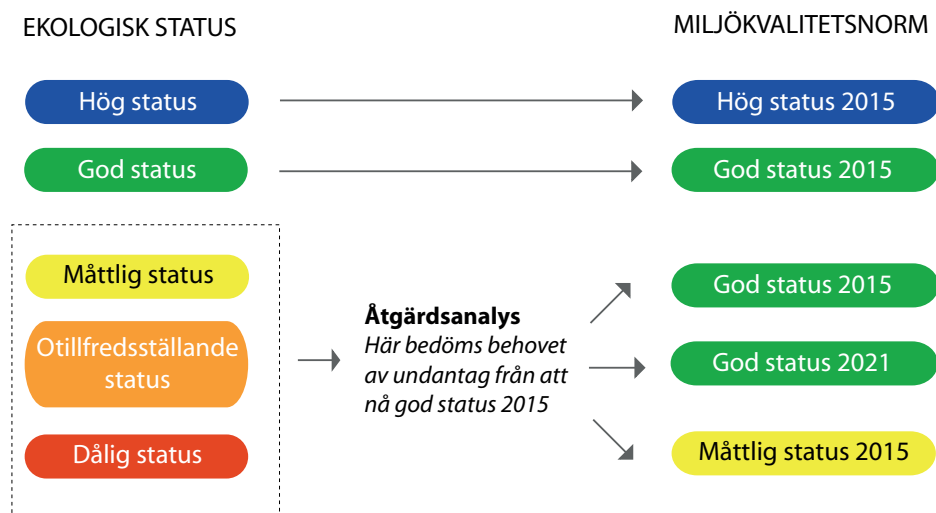 EKOLOGISK STATUS
MILJÖKVALITETSNORM
Hög status
Hög status 2015
God status
God status 2015
Måttlig status
Otillfredsställande
status
Dålig status
Åtgärdsanalys
Här bedöms behovet
av undantag från att
nå god status 2015
God status 2015
God status 2021
Måttlig status 2015